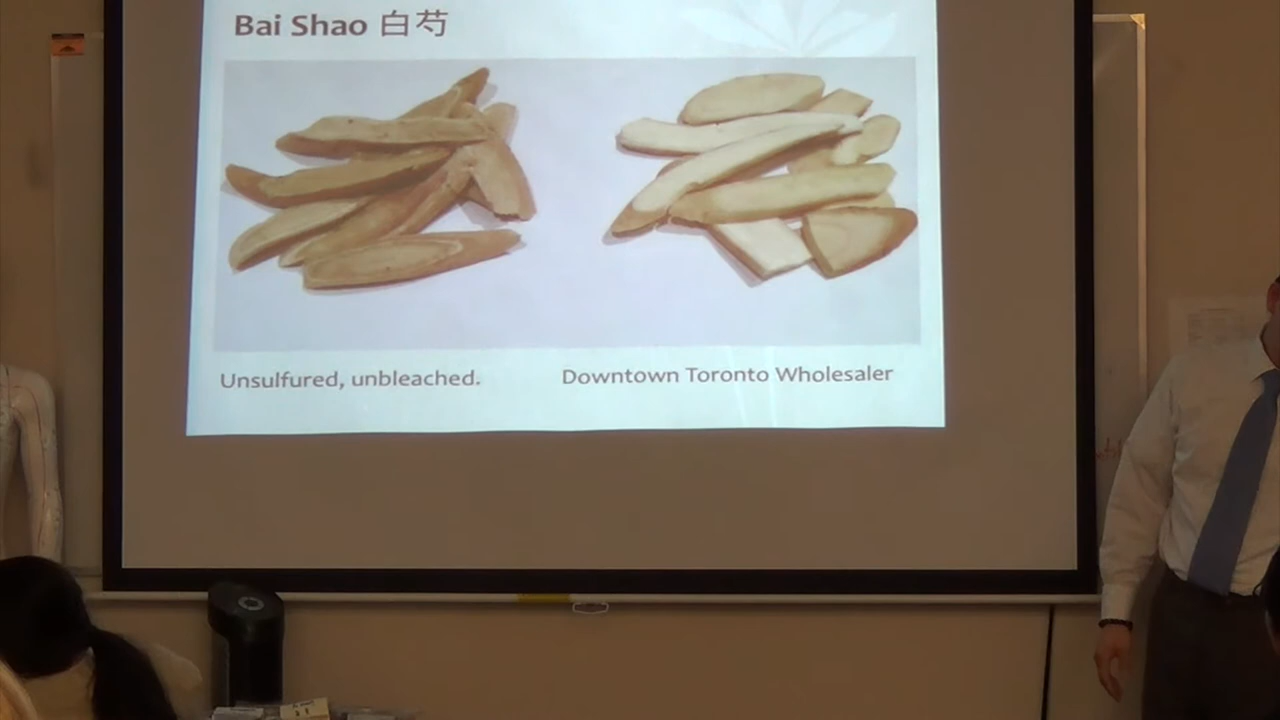 Bai Shao 白芍
Unsulfured, unbleached.
Downtown Toronto Wholesaler